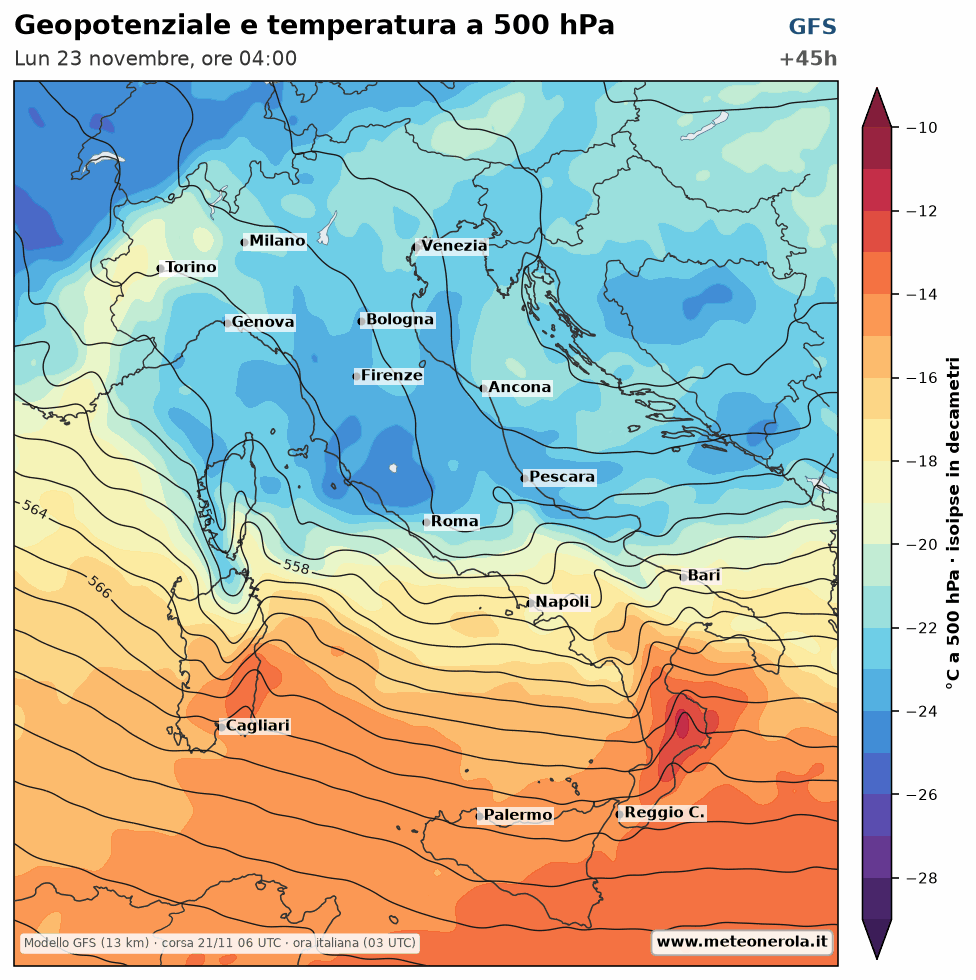 Geopotenziale e temperatura a 500 hPa
GFS
Lun 23 novembre, ore 04:00
+45h
Milano
Venezia
Torino
Genova
Bologna
Firenze
Ancona
Pescara
Roma
564
558
566
Bari
Napoli
Cagliari
Palermo
Reggio C.
−10
−12
−14
−16
−18
−20
−22
−24
−26
−28
°C a 500 hPa · isoipse in decametri
Modello GFS (13 km) · corsa 21/11 06 UTC · ora italiana (03 UTC)
www.meteonerola.it